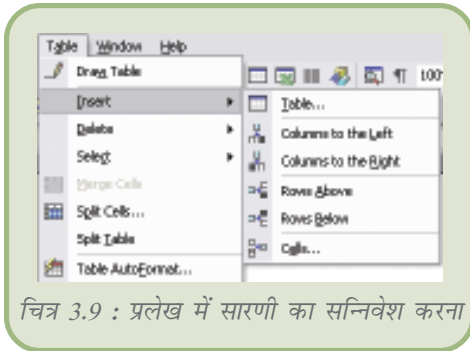 Table Window Help
Draw Table
100
Insert
Table...
Delete
Columns to the Left
Select
Columns to the Right
Merge Cells
Rows Above
Split Cells...
Rows Below
Split Table
Cells...
Table AutoFormat...
चित्र 3.9 : प्रलेख में सारणी का सन्निवेश करना